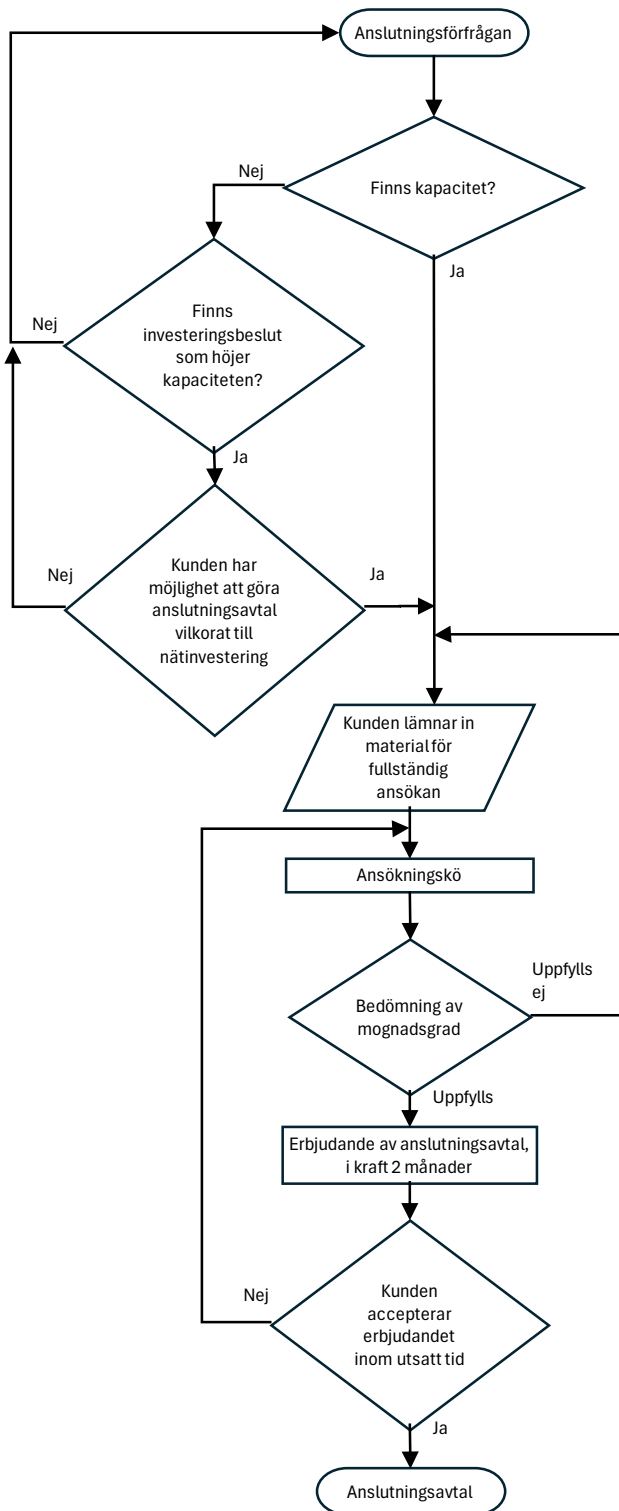 Anslutningsförfrågan
Finns kapacitet?
Nej
Ja
Finns
investeringsbeslut
som höjer
kapaciteten?
Nej
Ja
Kunden har
möjlighet att göra
anslutningsavtal
vilkorat till
nätinvestering
Nej
Ja
Kunden lämnar in
material för
fullständig
ansökan
Ansökningskö
Bedömning av
mognadsgrad
Uppfylls
ej
Uppfylls
Erbjudande av anslutningsavtal,
i kraft 2 månader
Kunden
accepterar
erbjudandet
inom utsatt tid
Nej
Ja
Anslutningsavtal